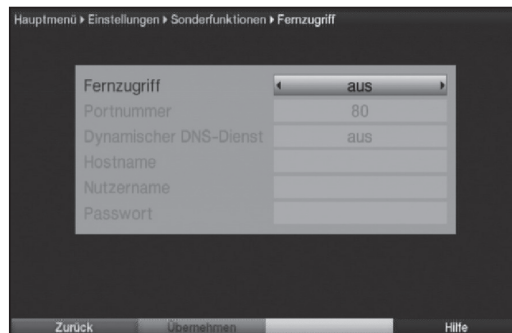 Hauptmenü ▸ Einstellungen ▸ Sonderfunktionen ▸ Fernzugriff
Fernzugriff aus
Portnummer 80
Dynamischer DNS-Dienst aus
Hostname
Nutzername
Passwort
Zurück Übernehmen Hilfe